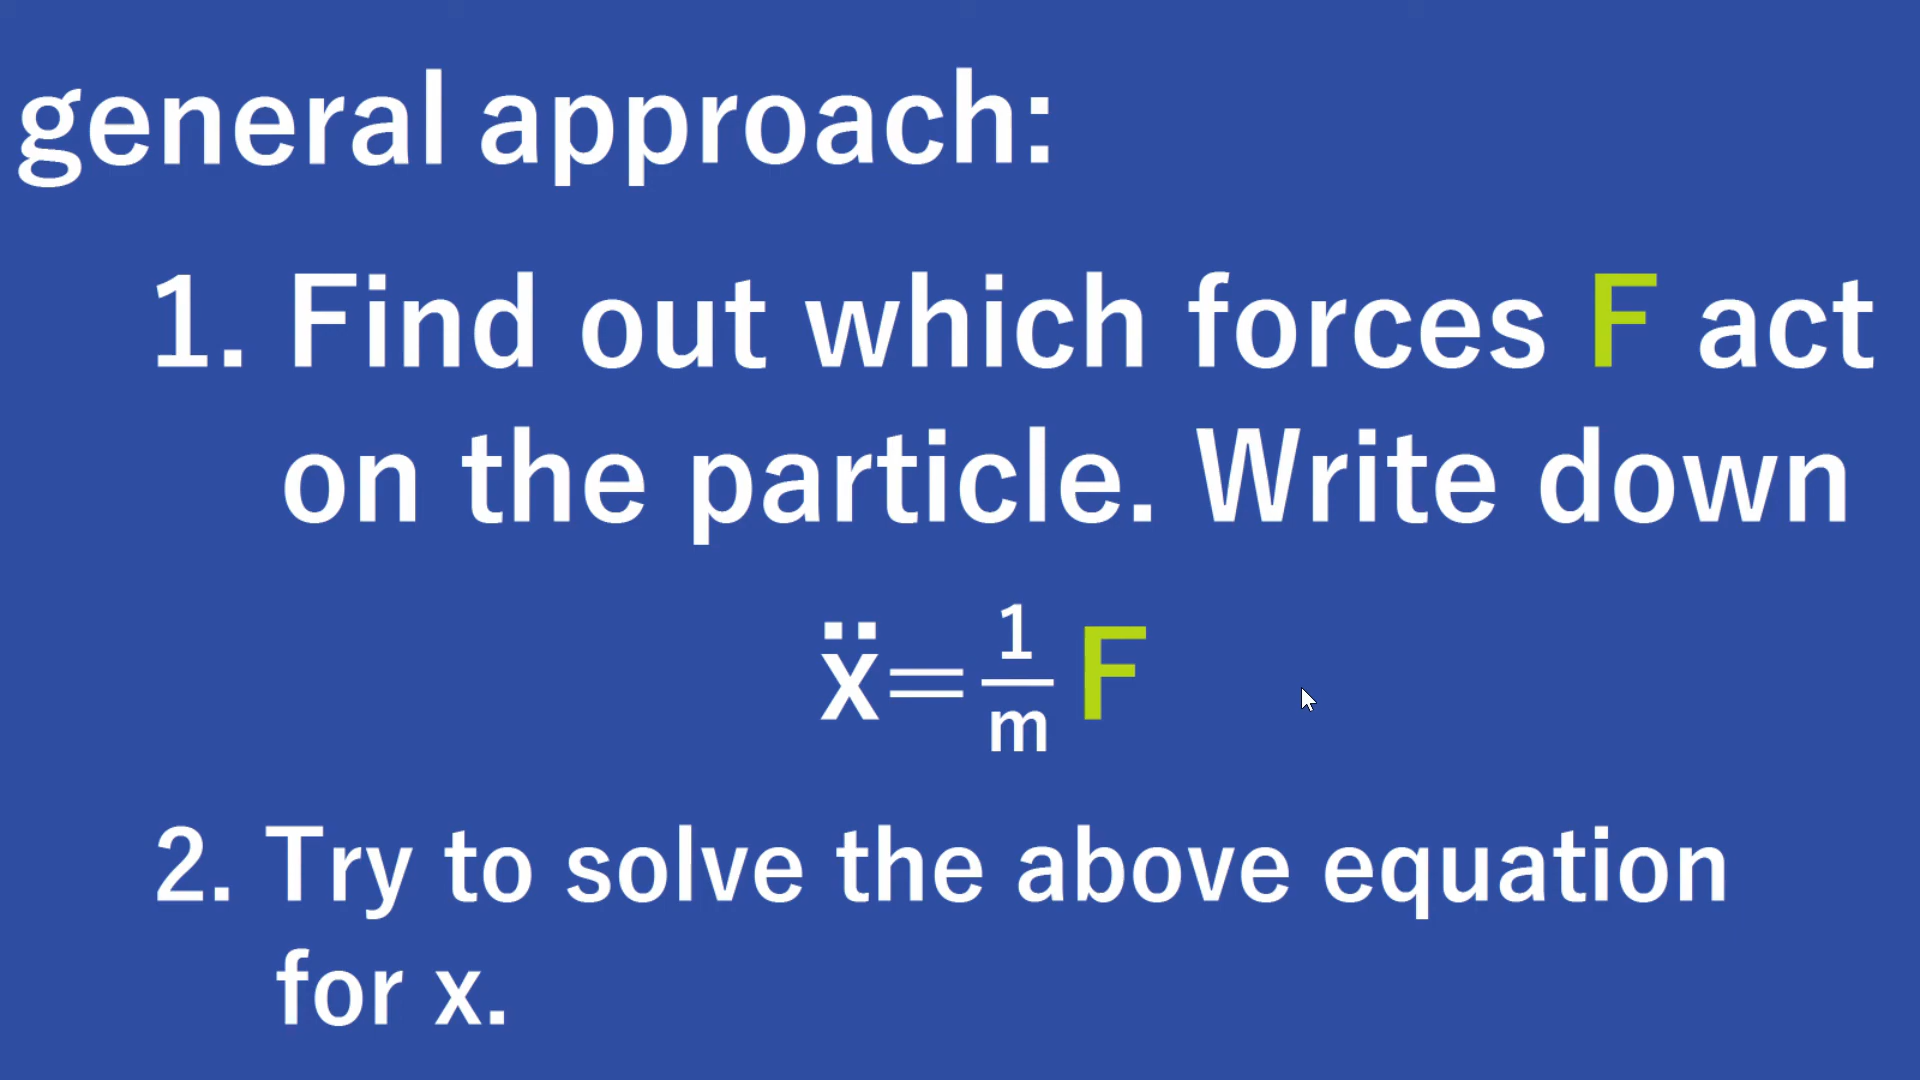 general approach:
1. Find out which forces F act
on the particle. Write down
ẍ = 1/m F
2. Try to solve the above equation
for x.